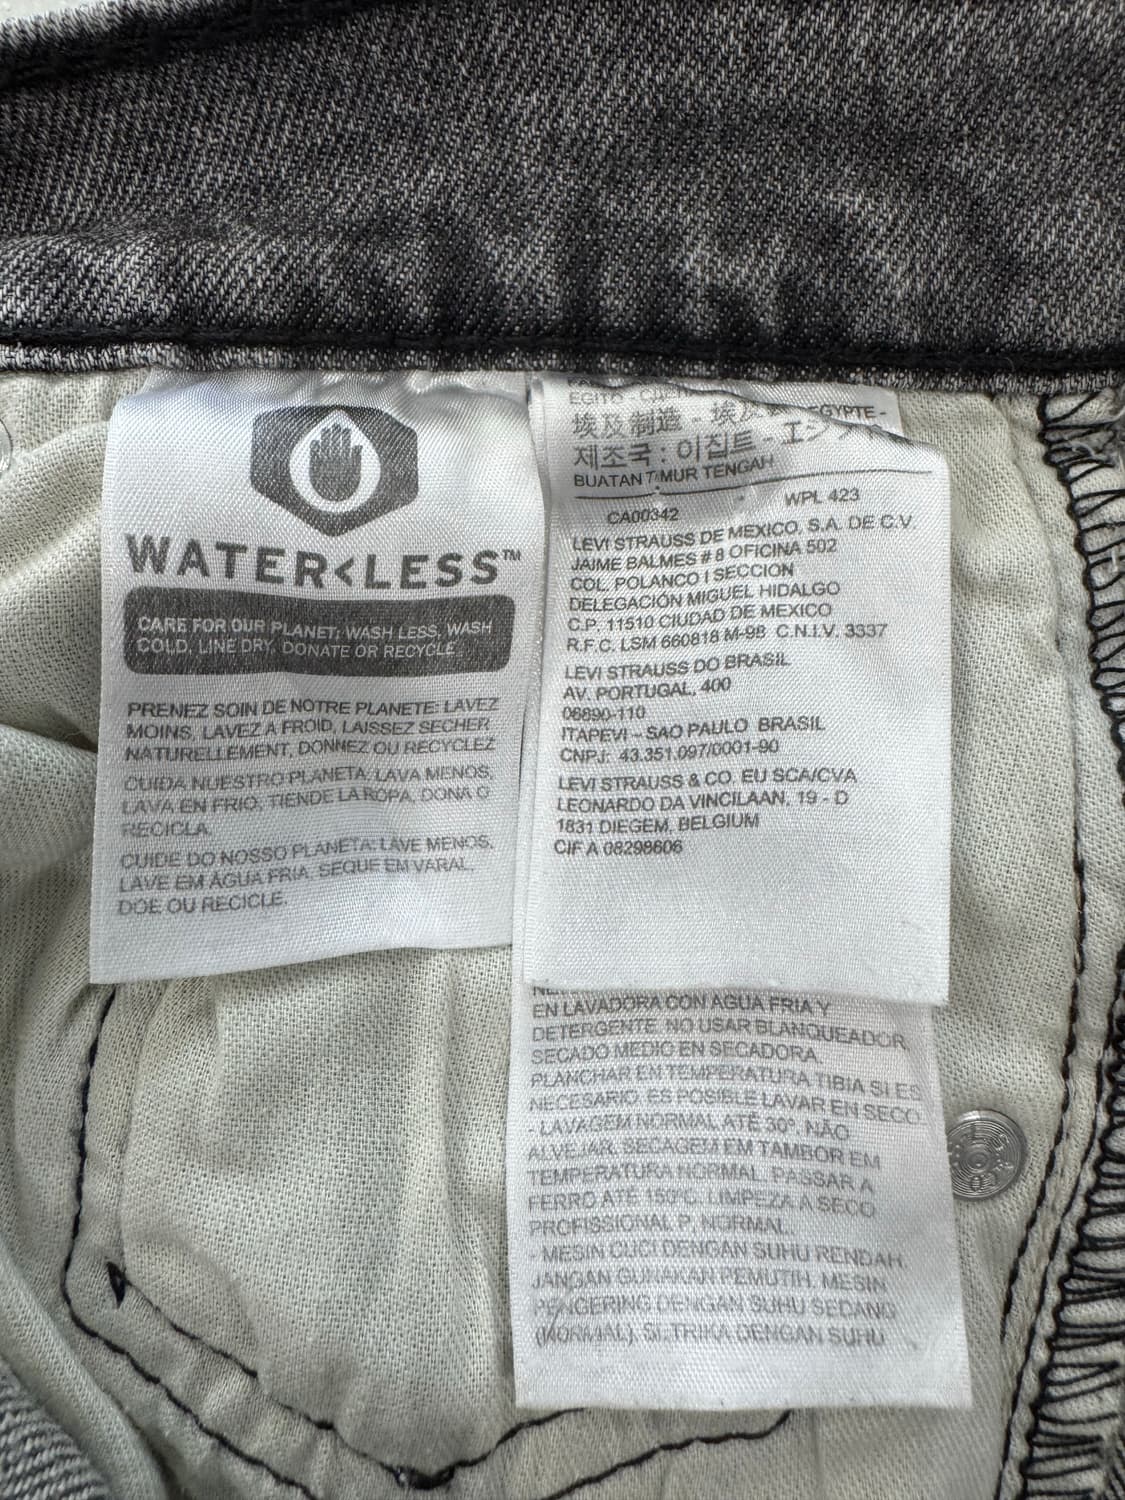 WATER<LESS™
CARE FOR OUR PLANET: WASH LESS, WASH
COLD, LINE DRY, DONATE OR RECYCLE.
PRENEZ SOIN DE NOTRE PLANETE: LAVEZ
MOINS, LAVEZ A FROID, LAISSEZ SECHER
NATURELLEMENT, DONNEZ OU RECYCLEZ
CUIDA NUESTRO PLANETA: LAVA MENOS,
LAVA EN FRIO, TIENDE LA ROPA, DONA O
RECICLA.
CUIDE DO NOSSO PLANETA: LAVE MENOS,
LAVE EM ÁGUA FRIA, SEQUE EM VARAL,
DOE OU RECICLE.
EGITO -
埃及制造 - 埃及 EGYPTE -
제조국 : 이집트 - エジプト
BUATAN TIMUR TENGAH
WPL 423
CA00342
LEVI STRAUSS DE MEXICO, S.A. DE C.V.
JAIME BALMES # 8 OFICINA 502
COL. POLANCO I SECCION
DELEGACIÓN MIGUEL HIDALGO
C.P. 11510 CIUDAD DE MEXICO
R.F.C. LSM 660818 M-98 C.N.I.V. 3337
LEVI STRAUSS DO BRASIL
AV. PORTUGAL, 400
06690-110
ITAPEVI - SAO PAULO BRASIL
CNPJ: 43.351.097/0001-90
LEVI STRAUSS & CO. EU SCA/CVA
LEONARDO DA VINCILAAN, 19 - D
1831 DIEGEM, BELGIUM
CIF A 08298606
EN LAVADORA CON AGUA FRIA Y
DETERGENTE. NO USAR BLANQUEADOR.
SECADO MEDIO EN SECADORA.
PLANCHAR EN TEMPERATURA TIBIA SI ES
NECESARIO. ES POSIBLE LAVAR EN SECO
- LAVAGEM NORMAL ATÉ 30º. NÃO
ALVEJAR. SECAGEM EM TAMBOR EM
TEMPERATURA NORMAL. PASSAR A
FERRO ATÉ 150ºC. LIMPEZA A SECO
PROFISSIONAL P, NORMAL.
- MESIN CUCI DENGAN SUHU RENDAH.
JANGAN GUNAKAN PEMUTIH. MESIN
PENGERING DENGAN SUHU SEDANG
(NORMAL). SETRIKA DENGAN SUHU